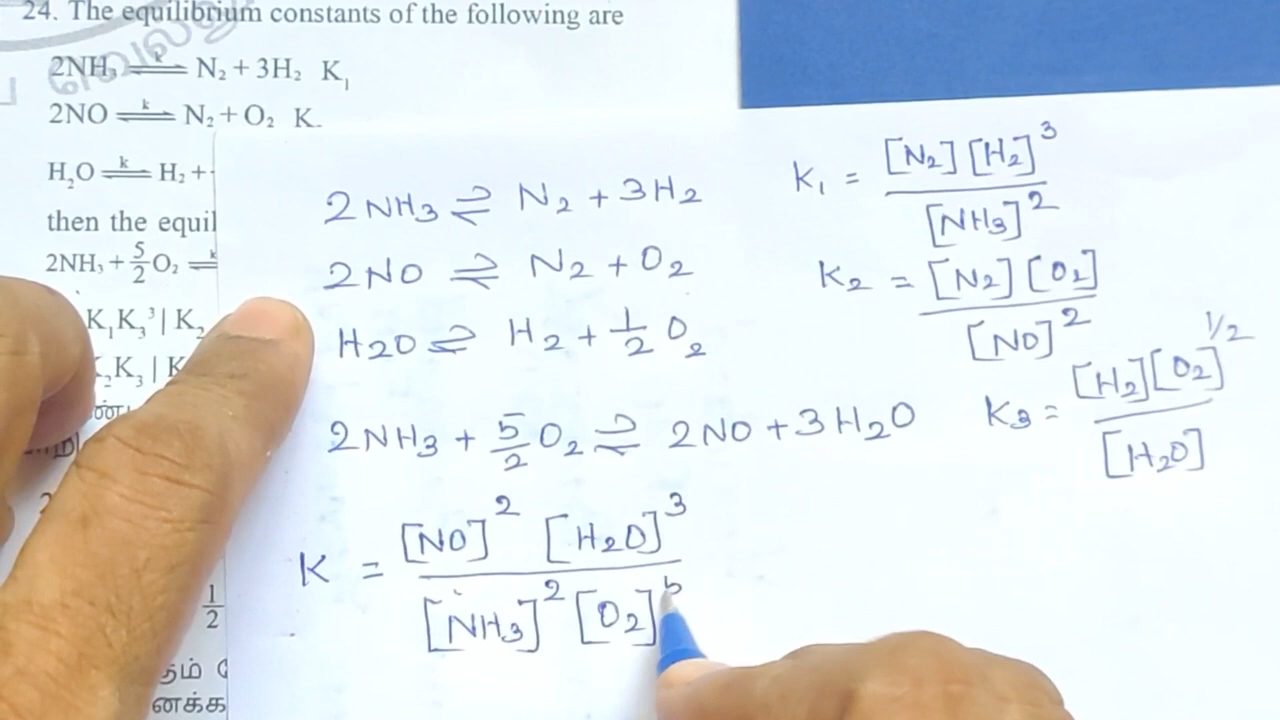 24. The equilibrium constants of the following are
2NH₃ ⇌ N₂ + 3H₂ K₁
2NO ⇌ N₂ + O₂ K
H₂O ⇌ H₂ +
then the equil
2NH₃ + 5/2 O₂ ⇌
K₁K₃³ | K₂
K₃ | K
1/2
2NH₃ ⇌ N₂ + 3H₂
2NO ⇌ N₂ + O₂
H₂O ⇌ H₂ + 1/2 O₂
2NH₃ + 5/2 O₂ ⇌ 2NO + 3H₂O
K = [NO]² [H₂O]³ / [NH₃]² [O₂]⁵
K₁ = [N₂] [H₂]³ / [NH₃]²
K₂ = [N₂] [O₂] / [NO]²
K₃ = [H₂] [O₂]^1/2 / [H₂O]